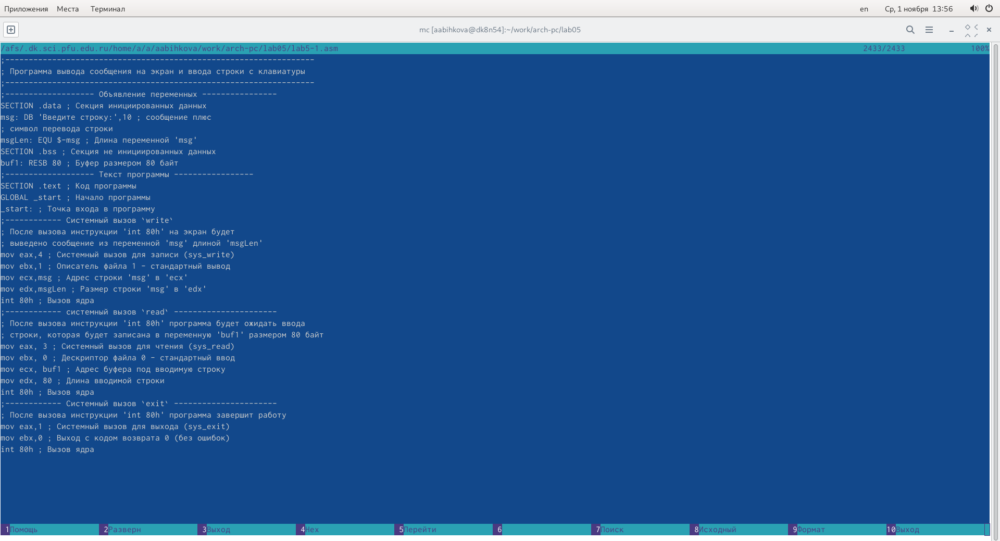 Приложения Места Терминал en Ср, 1 ноября 13:56
mc [aabihkova@dk8n54]:~/work/arch-pc/lab05
/afs/.dk.sci.pfu.edu.ru/home/a/a/aabihkova/work/arch-pc/lab05/lab5-1.asm 2433/2433 100%
;------------------------------------------------------------------
; Программа вывода сообщения на экран и ввода строки с клавиатуры
;------------------------------------------------------------------
;------------------- Объявление переменных ----------------
SECTION .data ; Секция инициированных данных
msg: DB 'Введите строку:',10 ; сообщение плюс
; символ перевода строки
msgLen: EQU $-msg ; Длина переменной 'msg'
SECTION .bss ; Секция не инициированных данных
buf1: RESB 80 ; Буфер размером 80 байт
;------------------- Текст программы -----------------
SECTION .text ; Код программы
GLOBAL _start ; Начало программы
_start: ; Точка входа в программу
;------------ Системный вызов `write`
; После вызова инструкции 'int 80h' на экран будет
; выведено сообщение из переменной 'msg' длиной 'msgLen'
mov eax,4 ; Системный вызов для записи (sys_write)
mov ebx,1 ; Описатель файла 1 - стандартный вывод
mov ecx,msg ; Адрес строки 'msg' в 'ecx'
mov edx,msgLen ; Размер строки 'msg' в 'edx'
int 80h ; Вызов ядра
;------------ системный вызов `read` ----------------------
; После вызова инструкции 'int 80h' программа будет ожидать ввода
; строки, которая будет записана в переменную 'buf1' размером 80 байт
mov eax, 3 ; Системный вызов для чтения (sys_read)
mov ebx, 0 ; Дескриптор файла 0 - стандартный ввод
mov ecx, buf1 ; Адрес буфера под вводимую строку
mov edx, 80 ; Длина вводимой строки
int 80h ; Вызов ядра
;------------ Системный вызов `exit` ----------------------
; После вызова инструкции 'int 80h' программа завершит работу
mov eax,1 ; Системный вызов для выхода (sys_exit)
mov ebx,0 ; Выход с кодом возврата 0 (без ошибок)
int 80h ; Вызов ядра
1Помощь 2Разверн 3Выход 4Hex 5Перейти 6 7Поиск 8Исходный 9Формат 10Выход